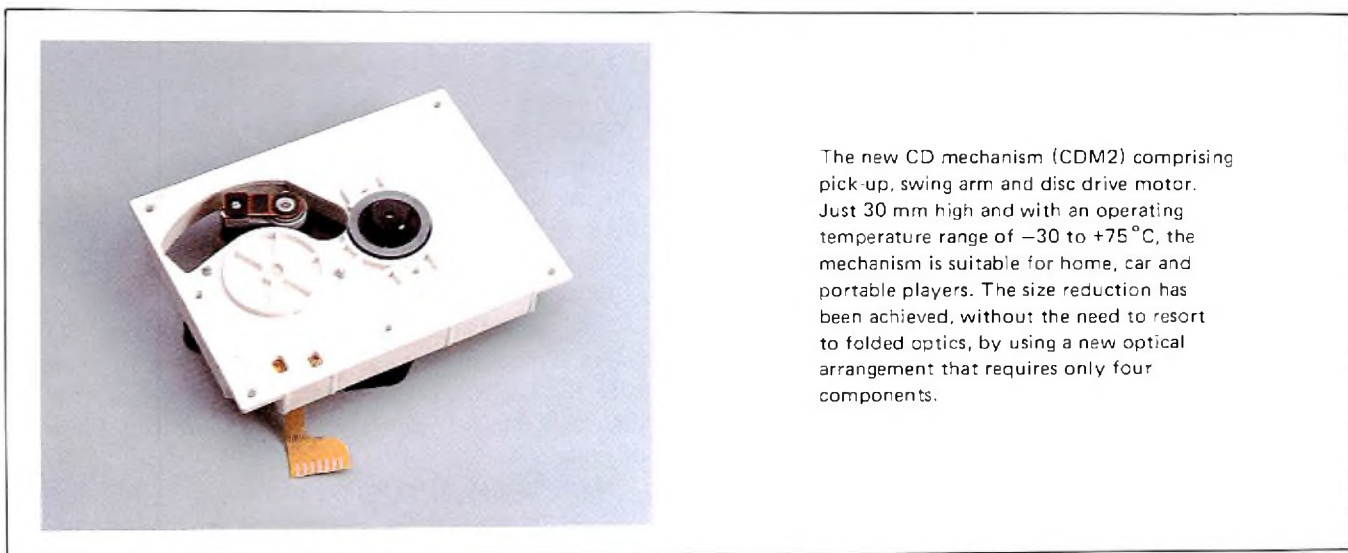 The new CD mechanism (CDM2) comprising
pick-up, swing arm and disc drive motor.
Just 30 mm high and with an operating
temperature range of −30 to +75 °C, the
mechanism is suitable for home, car and
portable players. The size reduction has
been achieved, without the need to resort
to folded optics, by using a new optical
arrangement that requires only four
components.